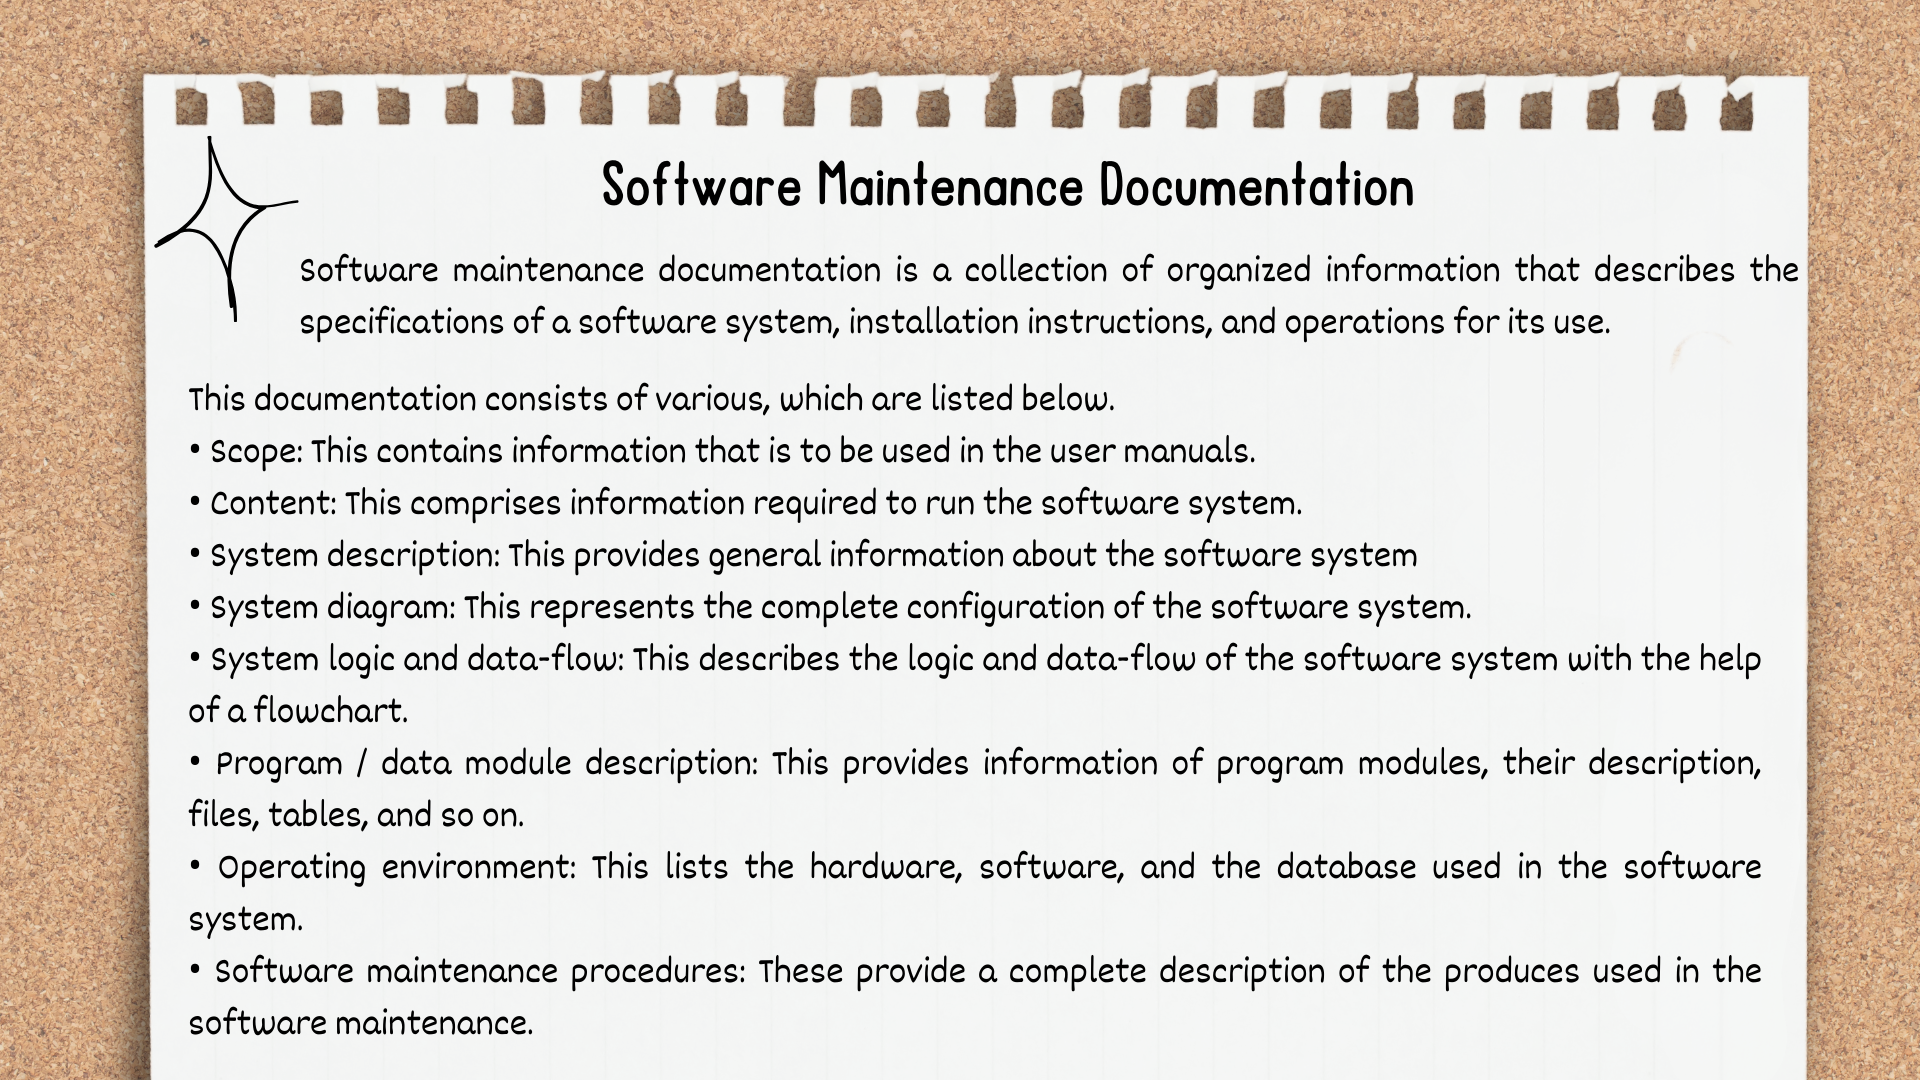 Software Maintenance Documentation
Software maintenance documentation is a collection of organized information that describes the
specifications of a software system, installation instructions, and operations for its use.
This documentation consists of various, which are listed below.
• Scope: This contains information that is to be used in the user manuals.
• Content: This comprises information required to run the software system.
• System description: This provides general information about the software system
• System diagram: This represents the complete configuration of the software system.
• System logic and data-flow: This describes the logic and data-flow of the software system with the help
of a flowchart.
• Program / data module description: This provides information of program modules, their description,
files, tables, and so on.
• Operating environment: This lists the hardware, software, and the database used in the software
system.
• Software maintenance procedures: These provide a complete description of the produces used in the
software maintenance.